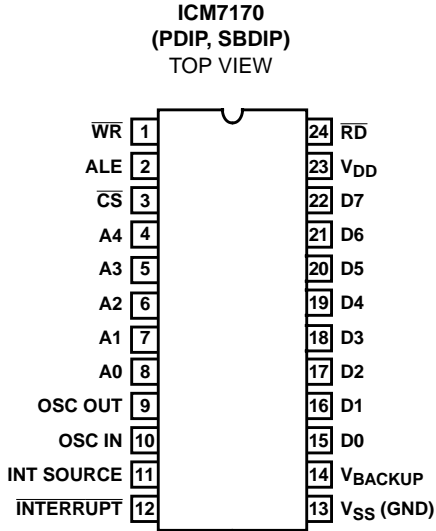 ICM7170
(PDIP, SBDIP)
TOP VIEW
WR 1 24 RD
ALE 2 23 VDD
CS 3 22 D7
A4 4 21 D6
A3 5 20 D5
A2 6 19 D4
A1 7 18 D3
A0 8 17 D2
OSC OUT 9 16 D1
OSC IN 10 15 D0
INT SOURCE 11 14 VBACKUP
INTERRUPT 12 13 VSS (GND)